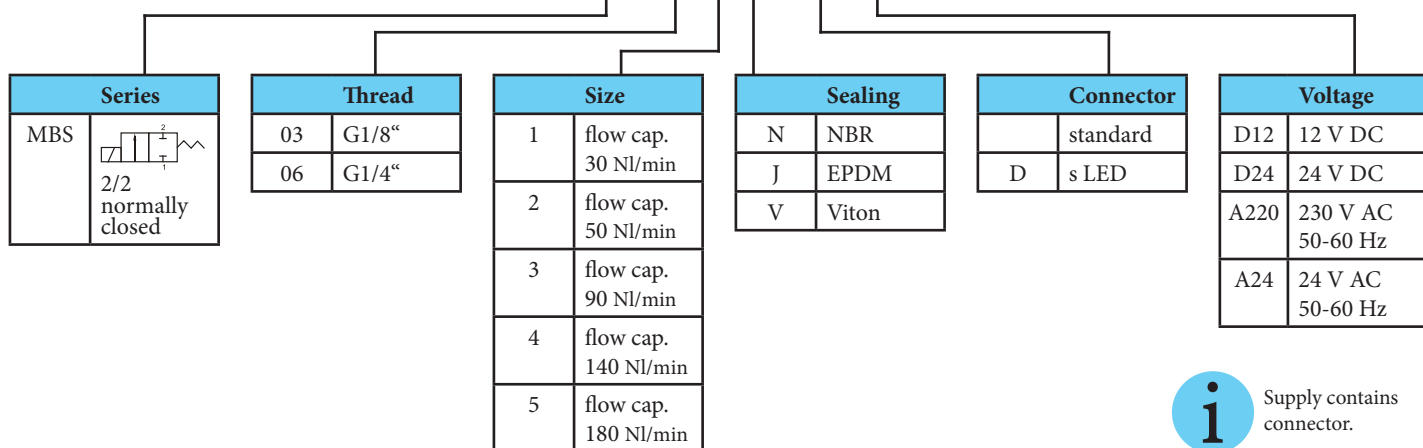 Series
MBS
2
1
2/2
normally
closed
Thread
03 G1/8“
06 G1/4“
Size
1 flow cap.
30 Nl/min
2 flow cap.
50 Nl/min
3 flow cap.
90 Nl/min
4 flow cap.
140 Nl/min
5 flow cap.
180 Nl/min
Sealing
N NBR
J EPDM
V Viton
Connector
standard
D s LED
Voltage
D12 12 V DC
D24 24 V DC
A220 230 V AC
50-60 Hz
A24 24 V AC
50-60 Hz
i
Supply contains
connector.